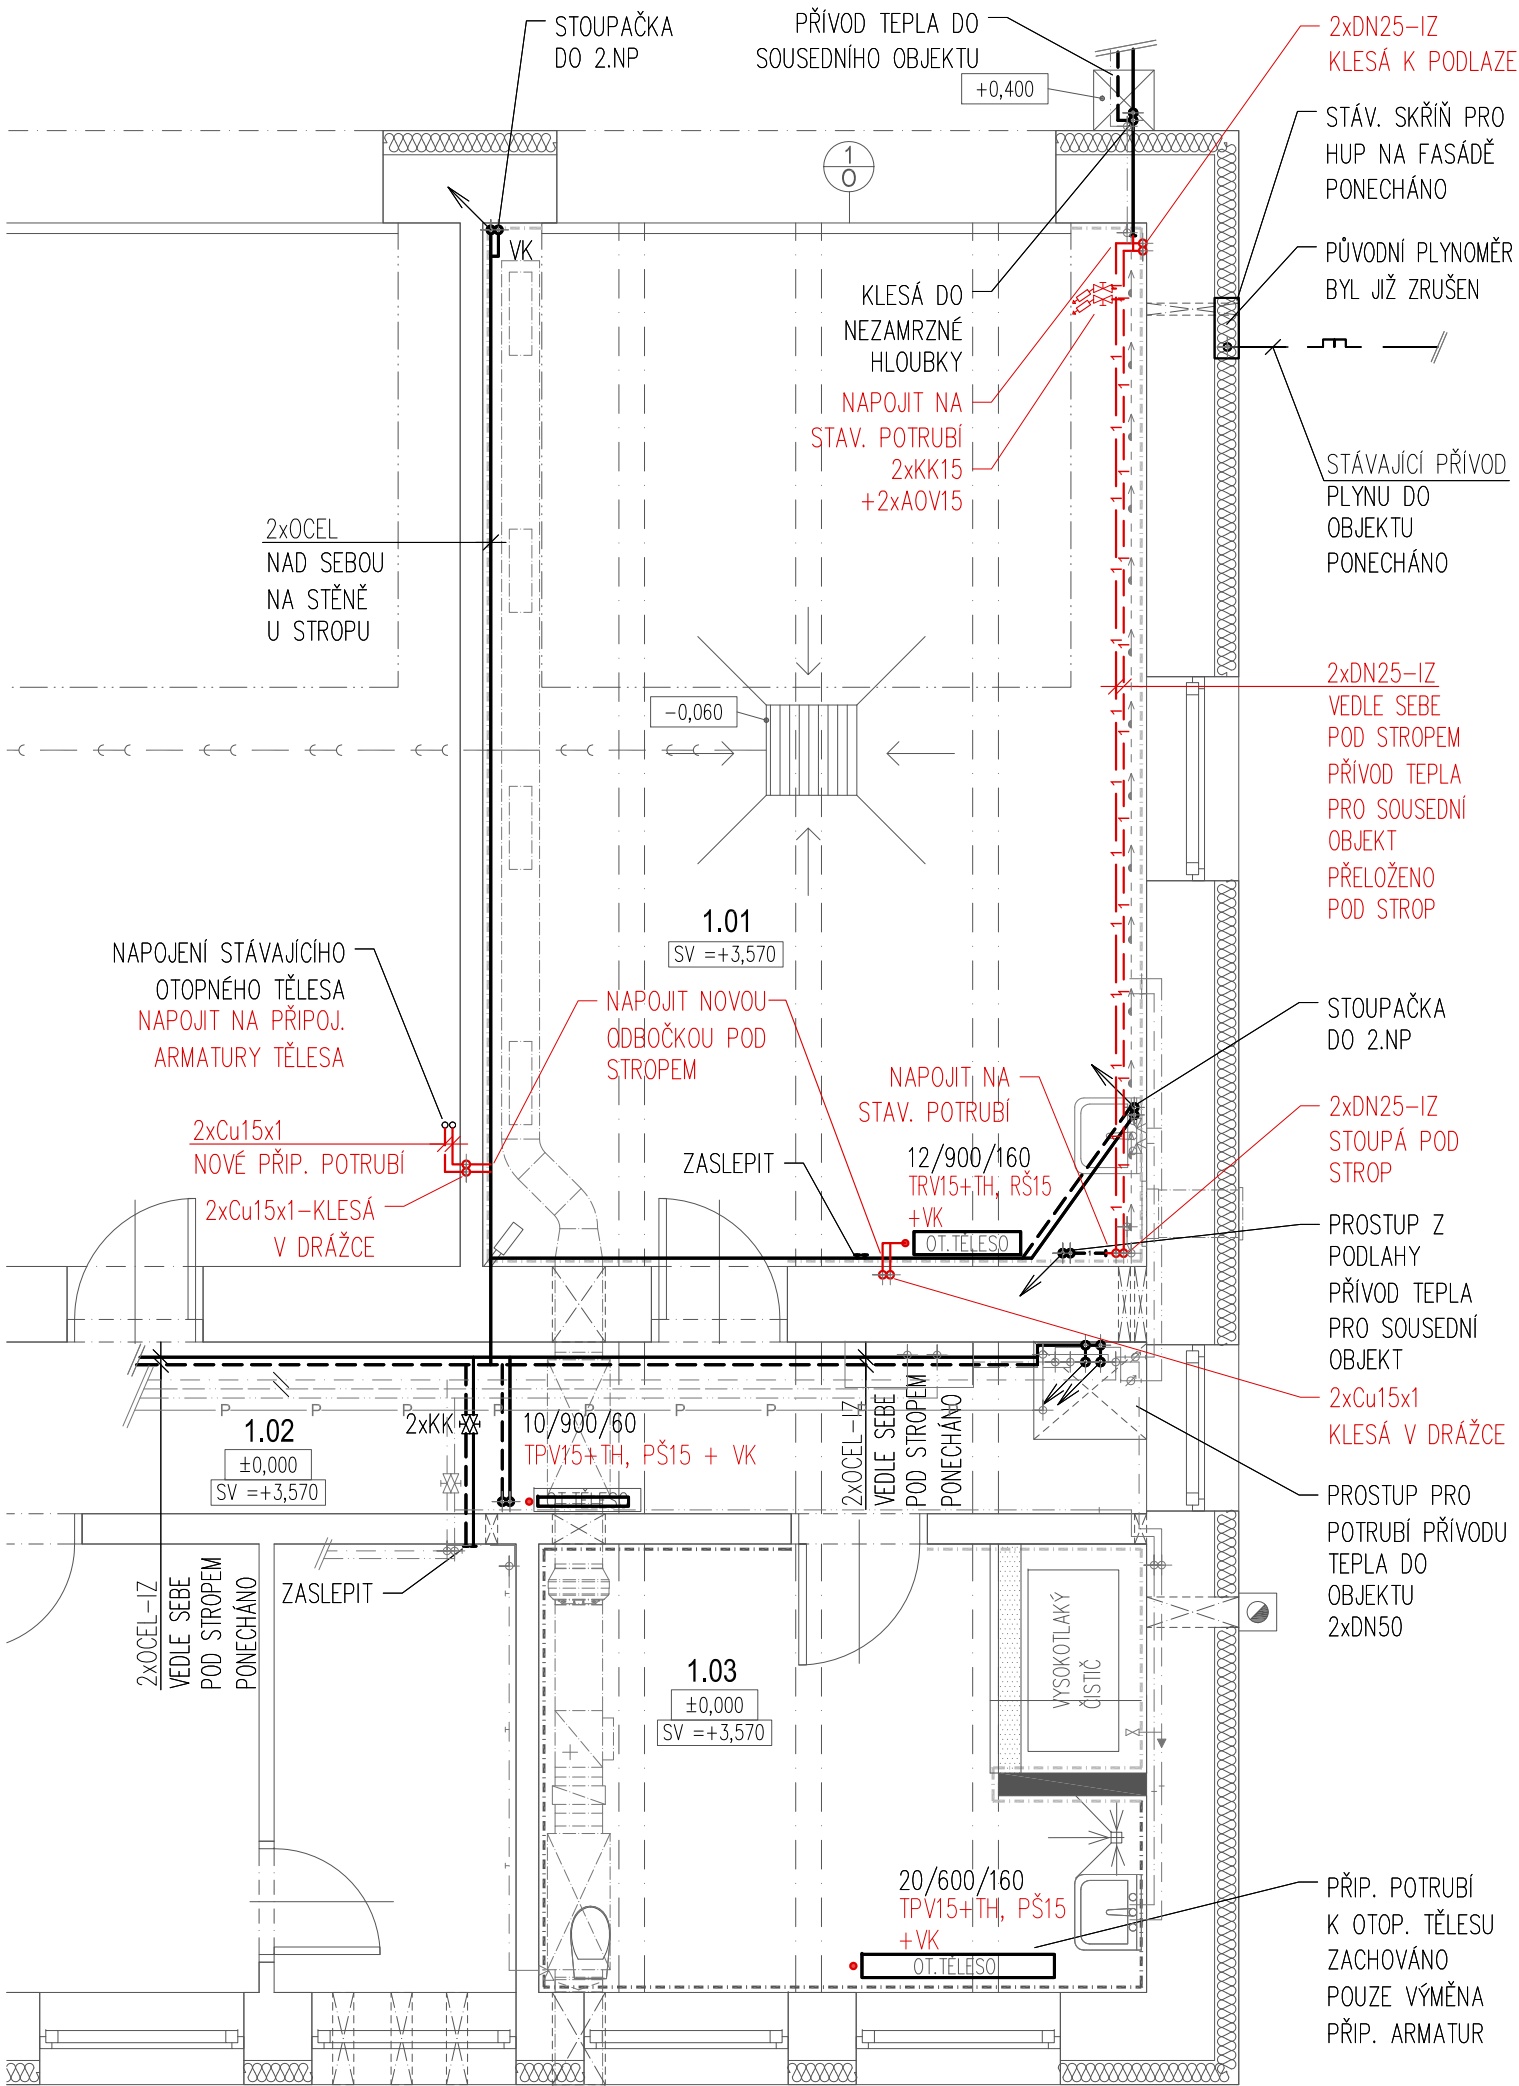 STOUPAČKA
DO 2.NP
PŘÍVOD TEPLA DO
SOUSEDNÍHO OBJEKTU
+0,400
2xDN25-IZ
KLESÁ K PODLAZE
STÁV. SKŘÍŇ PRO
HUP NA FASÁDĚ
PONECHÁNO
1
0
VK
PŮVODNÍ PLYNOMĚR
BYL JIŽ ZRUŠEN
KLESÁ DO
NEZAMRZNÉ
HLOUBKY
NAPOJIT NA
STAV. POTRUBÍ
2xKK15
+2xAOV15
STÁVAJÍCÍ PŘÍVOD
PLYNU DO
OBJEKTU
PONECHÁNO
2xOCEL
NAD SEBOU
NA STĚNĚ
U STROPU
-0,060
2xDN25-IZ
VEDLE SEBE
POD STROPEM
PŘÍVOD TEPLA
PRO SOUSEDNÍ
OBJEKT
PŘELOŽENO
POD STROP
1.01
SV =+3,570
NAPOJENÍ STÁVAJÍCÍHO
OTOPNÉHO TĚLESA
NAPOJIT NA PŘIPOJ.
ARMATURY TĚLESA
NAPOJIT NOVOU
ODBOČKOU POD
STROPEM
STOUPAČKA
DO 2.NP
NAPOJIT NA
STAV. POTRUBÍ
2xCu15x1
NOVÉ PŘIP. POTRUBÍ
2xCu15x1-KLESÁ
V DRÁŽCE
ZASLEPIT
12/900/160
TRV15+TH, RŠ15
+VK
OT.TĚLESO
2xDN25-IZ
STOUPÁ POD
STROP
PROSTUP Z
PODLAHY
PŘÍVOD TEPLA
PRO SOUSEDNÍ
OBJEKT
2xCu15x1
KLESÁ V DRÁŽCE
1.02
±0,000
SV =+3,570
2xKK
P P P P P P
10/900/60
TPV15+TH, PŠ15 + VK
OT.TĚLESO
2xOCEL-IZ
VEDLE SEBE
POD STROPEM
PONECHÁNO
PROSTUP PRO
POTRUBÍ PŘÍVODU
TEPLA DO
OBJEKTU
2xDN50
2xOCEL-IZ
VEDLE SEBE
POD STROPEM
PONECHÁNO
ZASLEPIT
VYSOKOTLAKÝ
ČISTIČ
1.03
±0,000
SV =+3,570
20/600/160
TPV15+TH, PŠ15
+VK
OT.TĚLESO
PŘIP. POTRUBÍ
K OTOP. TĚLESU
ZACHOVÁNO
POUZE VÝMĚNA
PŘIP. ARMATUR